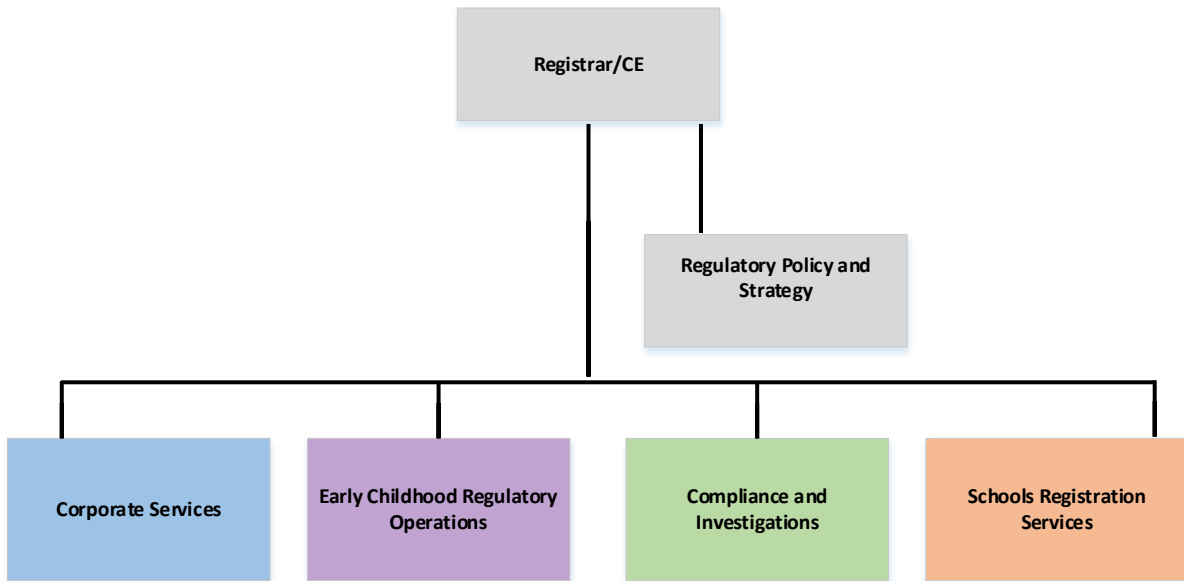 Registrar/CE
Regulatory Policy and
Strategy
Corporate Services
Early Childhood Regulatory
Operations
Compliance and
Investigations
Schools Registration
Services